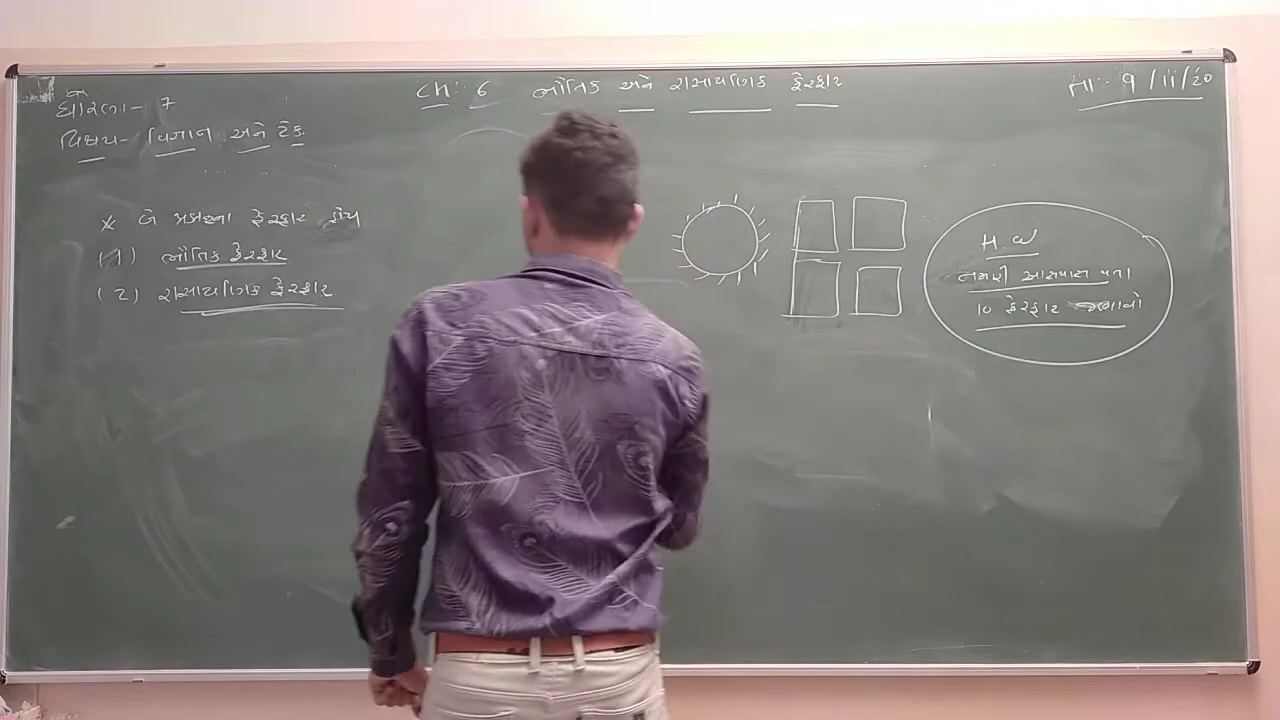 ધોરણ - 7
વિષય - વિજ્ઞાન અને ટેક.
CH : 6 ભૌતિક અને રાસાયણિક ફેરફાર
તા : 9/11/20
* બે પ્રકારના ફેરફાર હોય
(1) ભૌતિક ફેરફાર
(2) રાસાયણિક ફેરફાર
H.W
તમારી આસપાસ થતા
10 ફેરફાર જણાવો